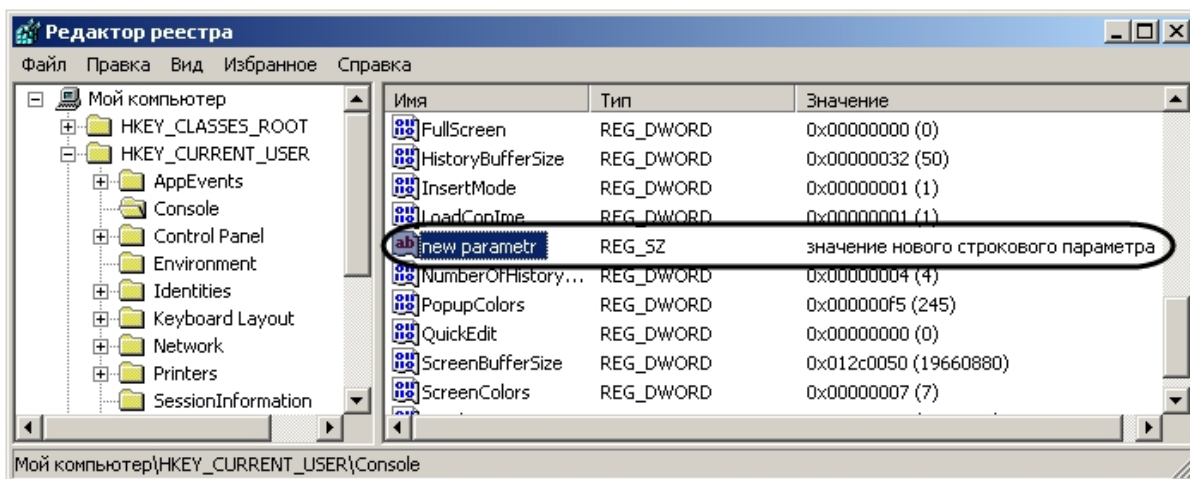 Редактор реестра
Файл Правка Вид Избранное Справка
Мой компьютер
HKEY_CLASSES_ROOT
HKEY_CURRENT_USER
AppEvents
Console
Control Panel
Environment
Identities
Keyboard Layout
Network
Printers
SessionInformation
Имя Тип Значение
FullScreen REG_DWORD 0x00000000 (0)
HistoryBufferSize REG_DWORD 0x00000032 (50)
InsertMode REG_DWORD 0x00000001 (1)
LoadConIme REG_DWORD 0x00000001 (1)
new parametr REG_SZ значение нового строкового параметра
NumberOfHistory... REG_DWORD 0x00000004 (4)
PopupColors REG_DWORD 0x000000f5 (245)
QuickEdit REG_DWORD 0x00000000 (0)
ScreenBufferSize REG_DWORD 0x012c0050 (19660880)
ScreenColors REG_DWORD 0x00000007 (7)
Мой компьютер\HKEY_CURRENT_USER\Console